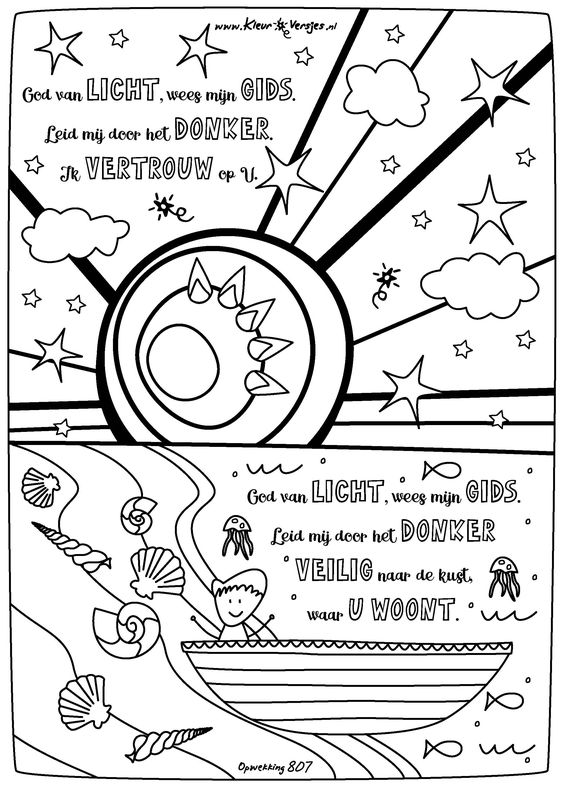 www.Kleur Versjes.nl
God van LICHT, wees mijn GIDS.
Leid mij door het DONKER.
Ik VERTROUW op U.
God van LICHT, wees mijn GIDS.
Leid mij door het DONKER
VEILIG naar de kust,
waar U WOONT.
Opwekking 807